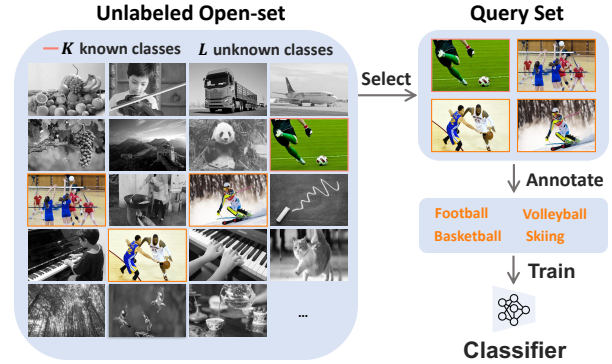 Unlabeled Open-set
K known classes L unknown classes
...
Select
Query Set
Annotate
Football Volleyball
Basketball Skiing
Train
Classifier